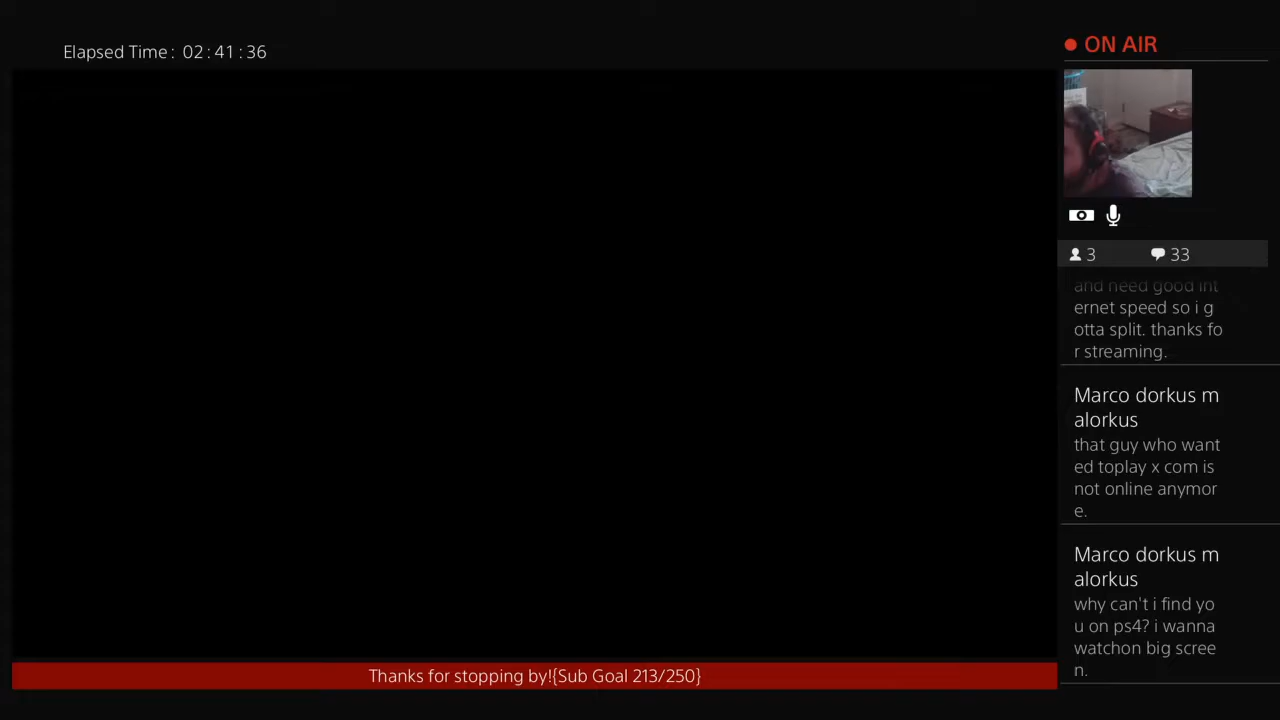 Elapsed Time: 02:41:36
ON AIR
3 33
and need good int
ernet speed so i g
otta split. thanks fo
r streaming.
Marco dorkus m
alorkus
that guy who want
ed toplay x com is
not online anymor
e.
Marco dorkus m
alorkus
why can't i find yo
u on ps4? i wanna
watchon big scree
n.
Thanks for stopping by!{Sub Goal 213/250}